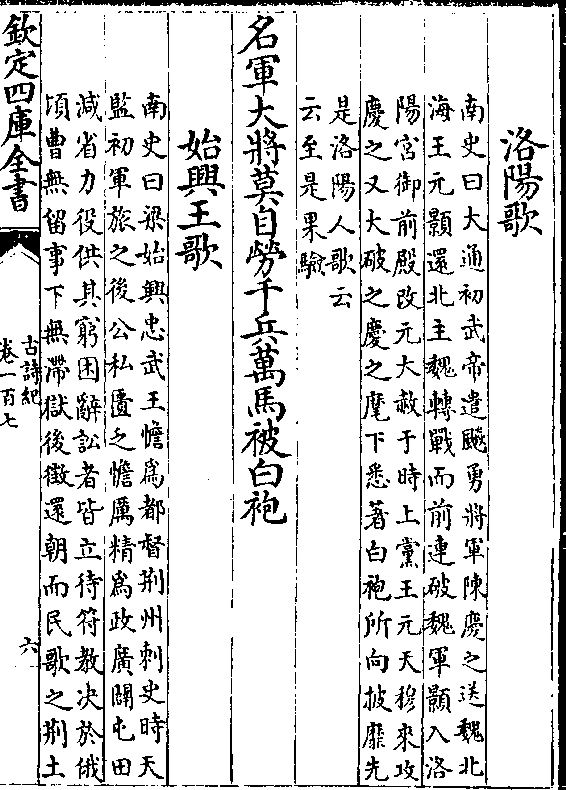 洛陽歌
南史曰大通初武帝遣飈勇將軍陳慶之送魏北
海王元顥還北主魏轉戰而前連破魏軍顥入洛
陽宮御前殿改元大赦于時上黨王元天穆來攻
慶之又大破之慶之麾下悉著白袍所向披靡先
是洛陽人歌云
云至是果驗
名軍大將莫自勞千兵萬馬被白袍
始興王歌
南史曰梁始興忠武王憺為都督荆州刺史時天
監初軍旅之後公私匱乏憺厲精為政廣闢屯田
減省力役供其窮困辭訟者皆立待符教决於俄
頃曹無留事下無滯獄後徵還朝而民歌之荆土
欽定四庫全書
古詩紀
卷一百七
六